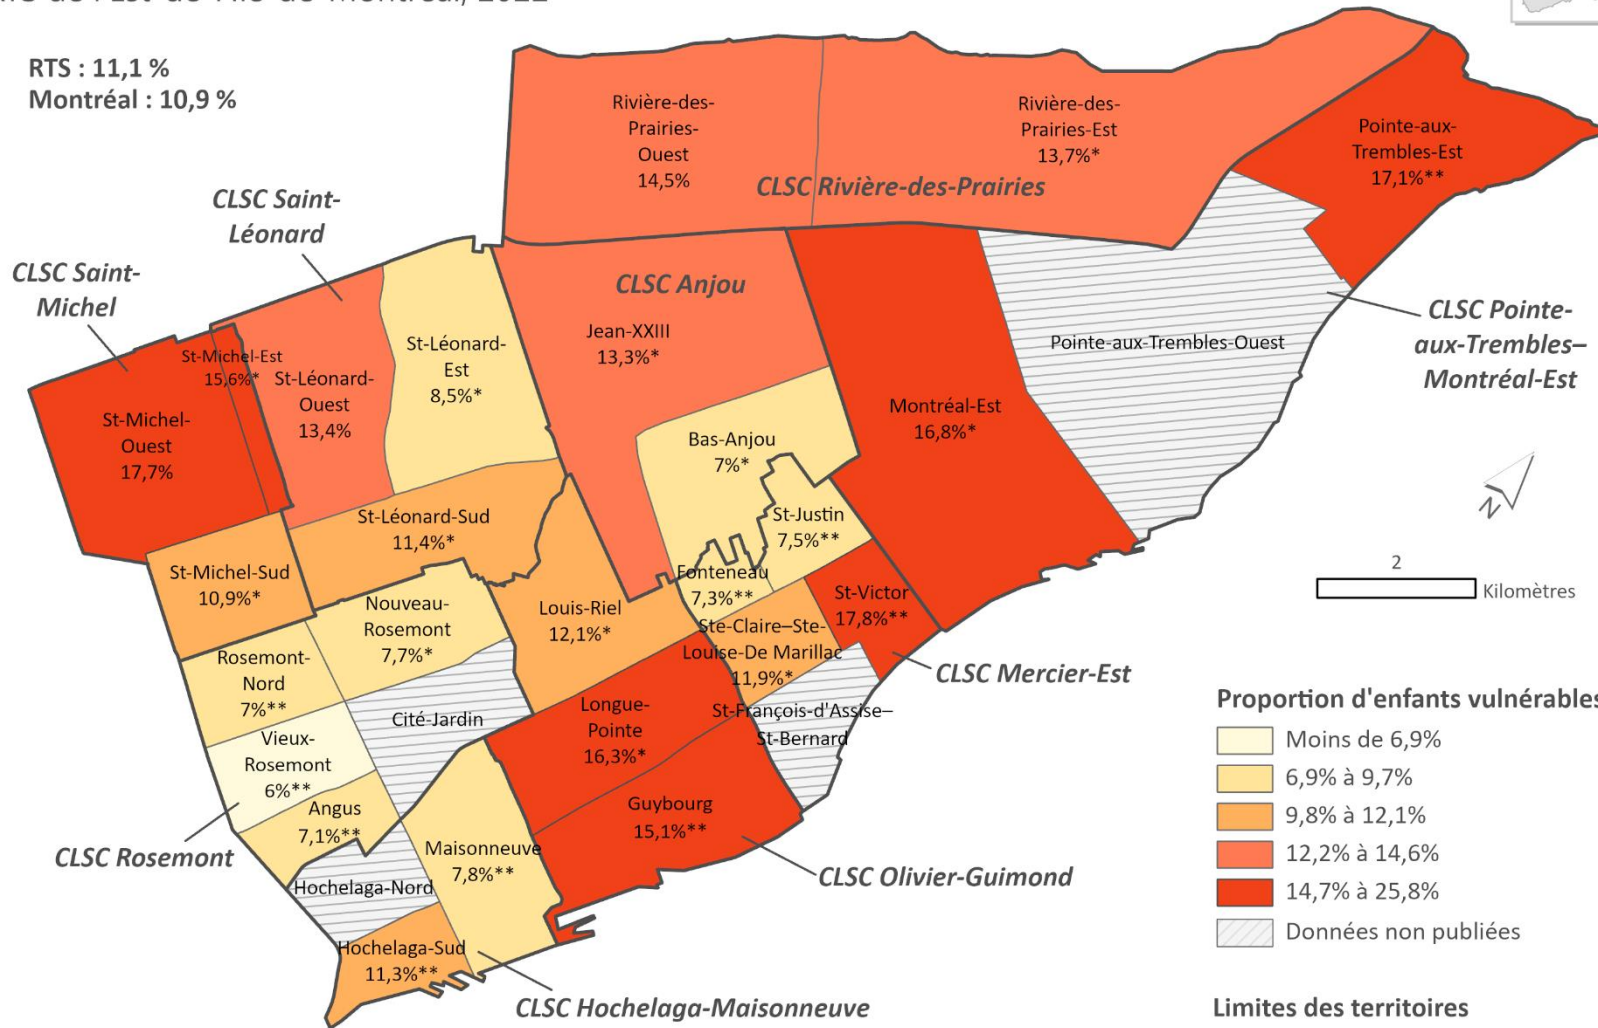 RTS : 11,1 %
Montréal : 10,9 %
Rivière-des-
Prairies-
Ouest
14,5%
Rivière-des-
Prairies-Est
13,7%*
Pointe-aux-
Trembles-Est
17,1%**
CLSC Rivière-des-Prairies
CLSC Saint-
Léonard
CLSC Saint-
Michel
CLSC Anjou
CLSC Pointe-
aux-Trembles–
Montréal-Est
Jean-XXIII
13,3%*
Pointe-aux-Trembles-Ouest
St-Léonard-
Est
8,5%*
St-Michel-Est
15,6%*
St-Léonard-
Ouest
13,4%
St-Michel-
Ouest
17,7%
Montréal-Est
16,8%*
Bas-Anjou
7%*
St-Justin
7,5%**
St-Léonard-Sud
11,4%*
St-Michel-Sud
10,9%*
Fonteneau
7,3%**
St-Victor
17,8%**
Nouveau-
Rosemont
7,7%*
Louis-Riel
12,1%*
Ste-Claire–Ste-
Louise-De Marillac
11,9%*
Rosemont-
Nord
7%**
CLSC Mercier-Est
Cité-Jardin
Longue-
Pointe
16,3%*
St-François-d'Assise–
St-Bernard
Vieux-
Rosemont
6%**
Guybourg
15,1%**
Angus
7,1%**
CLSC Rosemont
Maisonneuve
7,8%**
CLSC Olivier-Guimond
Hochelaga-Nord
Hochelaga-Sud
11,3%**
CLSC Hochelaga-Maisonneuve
N
2
Kilomètres
Proportion d'enfants vulnérables
Moins de 6,9%
6,9% à 9,7%
9,8% à 12,1%
12,2% à 14,6%
14,7% à 25,8%
Données non publiées
Limites des territoires